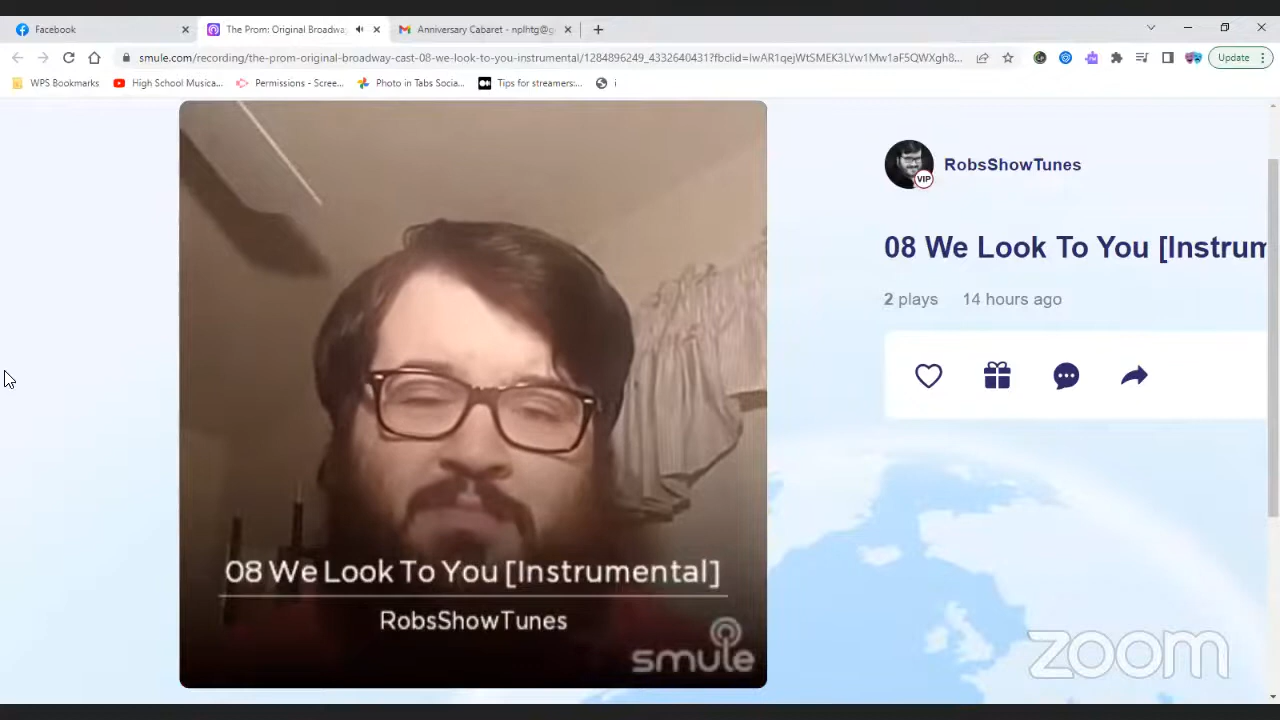 Facebook
The Prom: Original Broadwa
Anniversary Cabaret - nplhtg@g
smule.com/recording/the-prom-original-broadway-08-we-look-to-you-instrumental/1284896249_4332640431?fbclid=IwAR1qejWtSMEK3LYw1Mw1aF5QWXgh8...
Update
WPS Bookmarks
High School Musica...
Permissions - Scree...
Photo in Tabs Socia...
Tips for streamers:...
i
VIP
RobsShowTunes
08 We Look To You [Instrum
2 plays
14 hours ago
08 We Look To You [Instrumental]
RobsShowTunes
smule
zoom